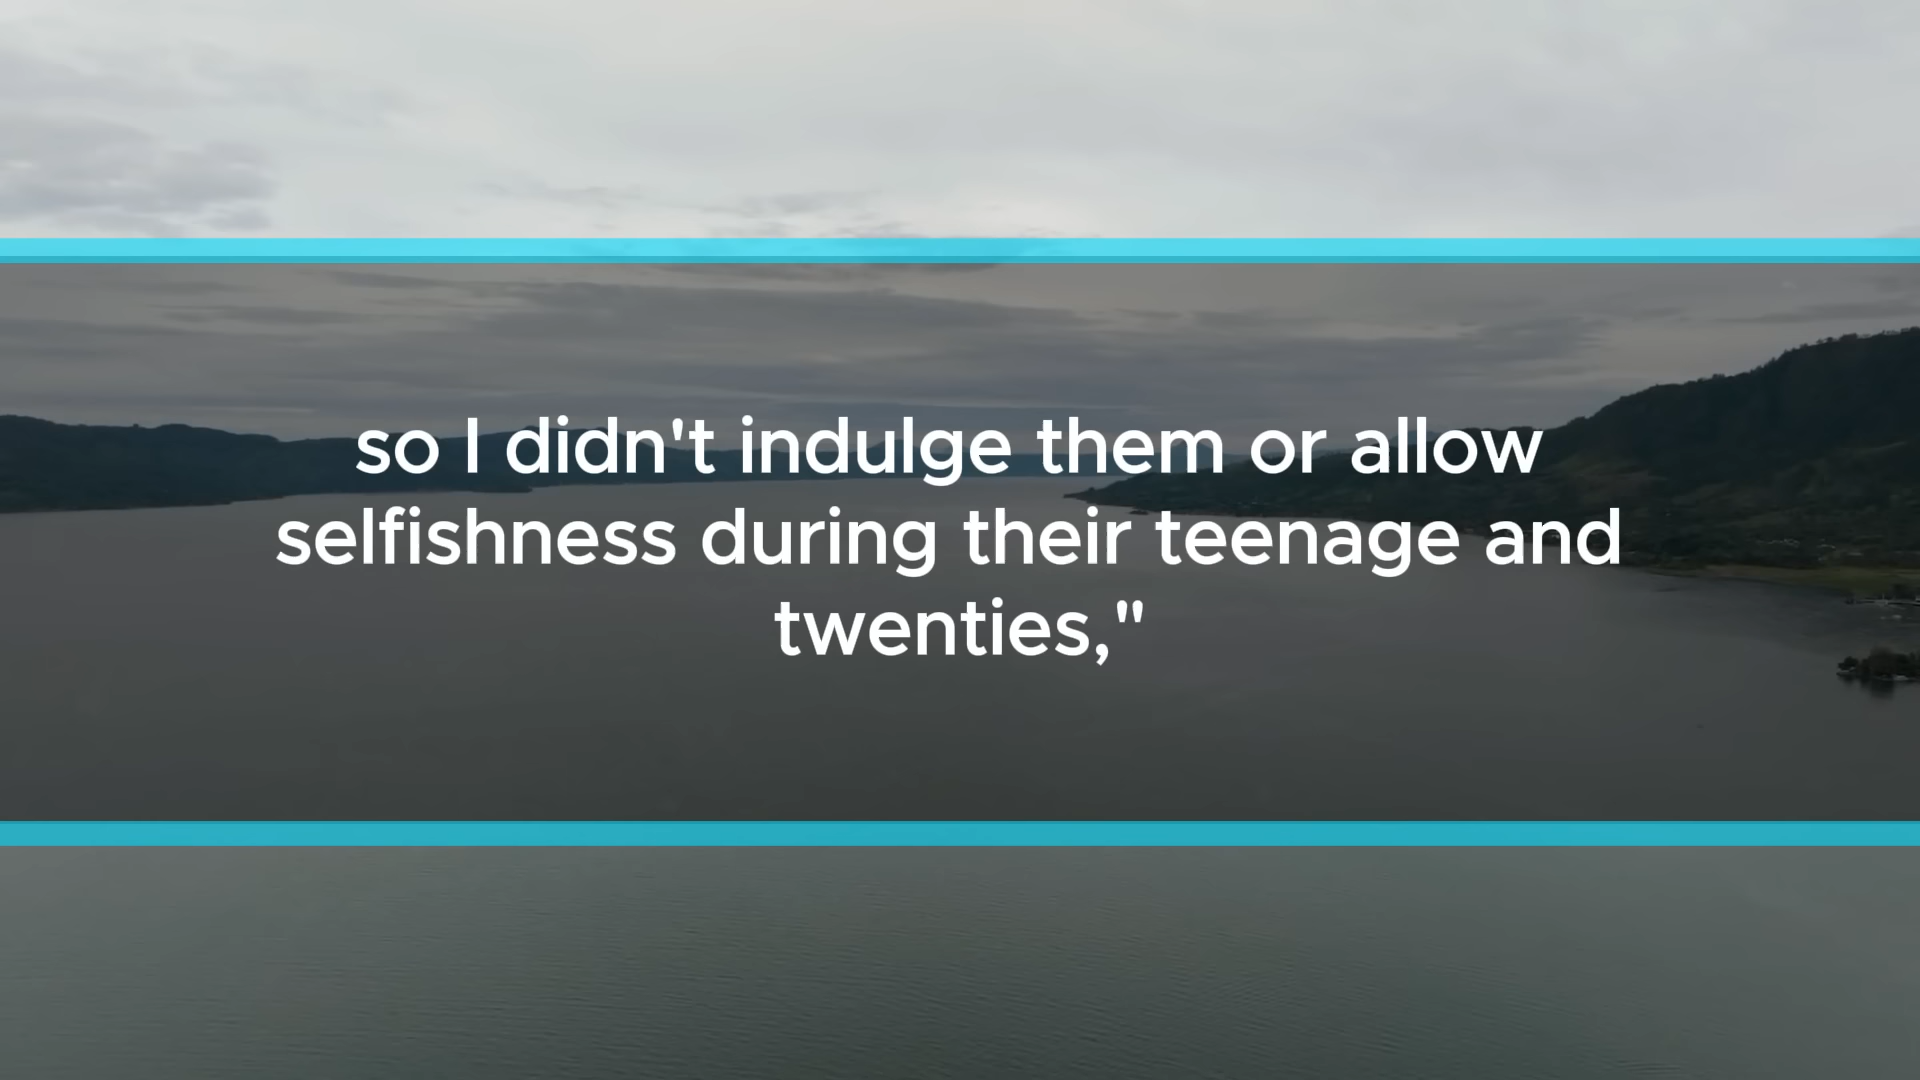 so I didn't indulge them or allow
selfishness during their teenage and
twenties,"